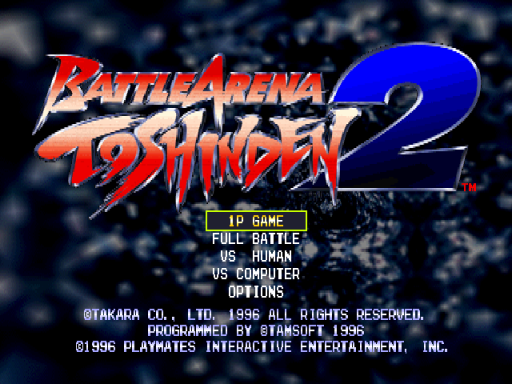 BATTLE ARENA
TOSHINDEN 2 TM
1P GAME
FULL BATTLE
VS HUMAN
VS COMPUTER
OPTIONS
©TAKARA CO., LTD. 1996 ALL RIGHTS RESERVED.
PROGRAMMED BY ©TAMSOFT 1996
©1996 PLAYMATES INTERACTIVE ENTERTAINMENT, INC.